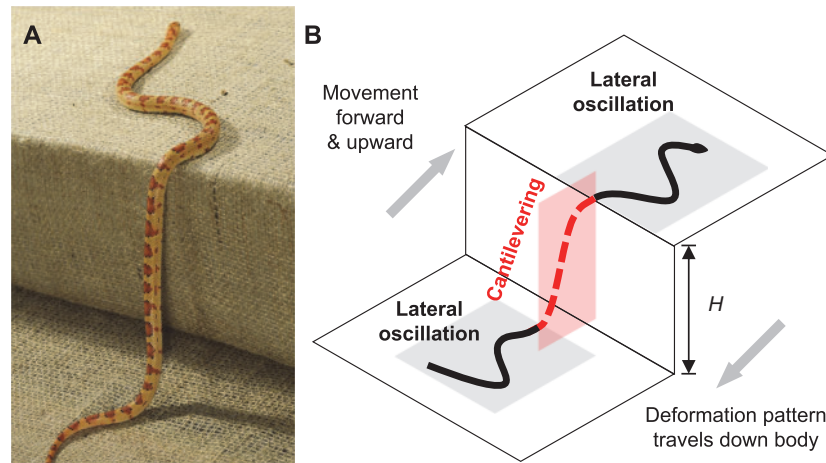 A
B
Movement
forward
& upward
Lateral
oscillation
Cantilevering
H
Lateral
oscillation
Deformation pattern
travels down body